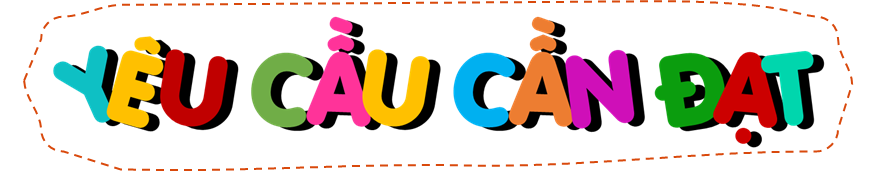 YÊU CẦU CẦN ĐẠT